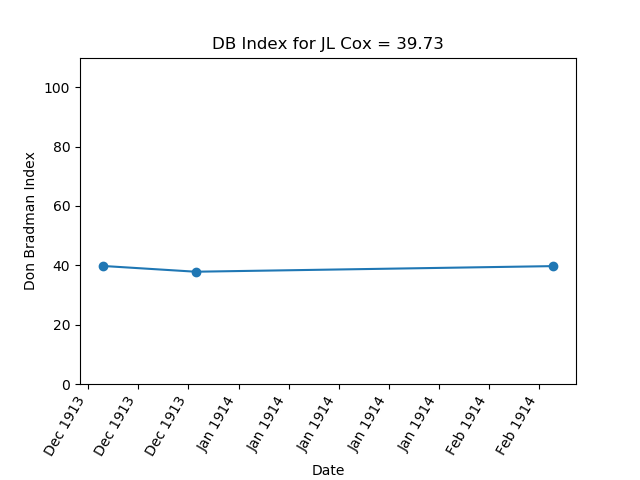 DB Index for JL Cox = 39.73
100
80
60
40
20
0
Don Bradman Index
Dec 1913
Dec 1913
Dec 1913
Jan 1914
Jan 1914
Jan 1914
Jan 1914
Jan 1914
Feb 1914
Feb 1914
Date